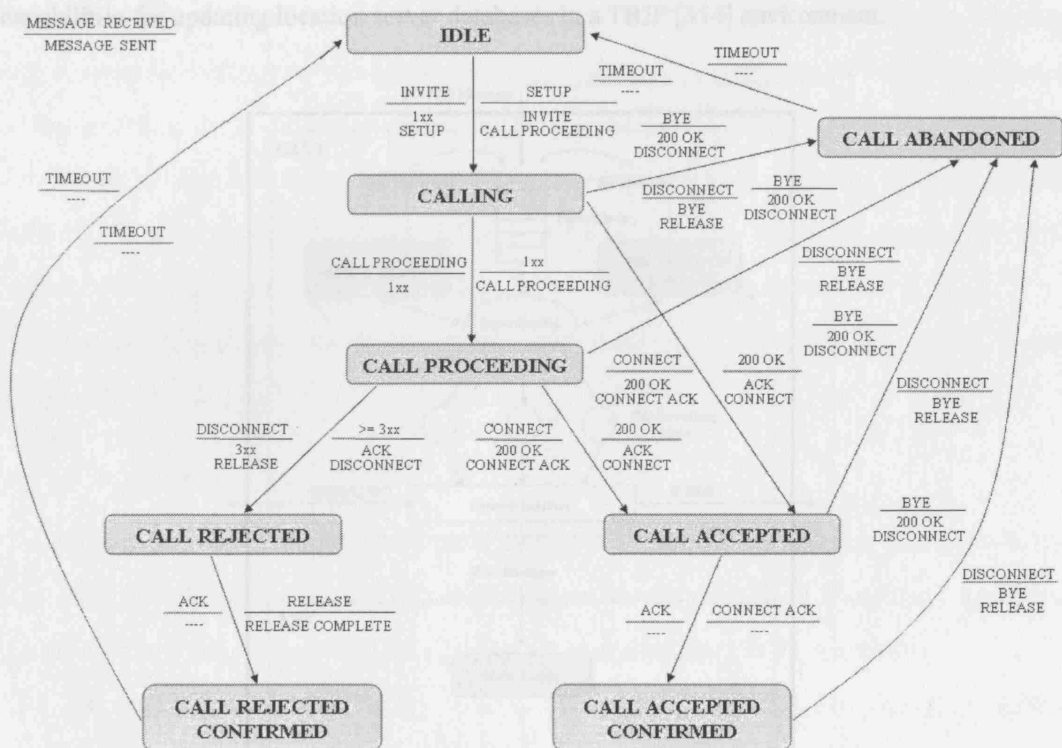 MESSAGE RECEIVED
MESSAGE SENT
IDLE
TIMEOUT
----
TIMEOUT
----
INVITE
1xx
SETUP
SETUP
INVITE
CALL PROCEEDING
BYE
200 OK
DISCONNECT
CALL ABANDONED
TIMEOUT
----
TIMEOUT
----
CALLING
DISCONNECT
BYE
RELEASE
BYE
200 OK
DISCONNECT
CALL PROCEEDING
1xx
1xx
CALL PROCEEDING
DISCONNECT
BYE
RELEASE
BYE
200 OK
DISCONNECT
CALL PROCEEDING
CONNECT
200 OK
CONNECT ACK
200 OK
ACK
CONNECT
DISCONNECT
BYE
RELEASE
DISCONNECT
3xx
RELEASE
>= 3xx
ACK
DISCONNECT
CONNECT
200 OK
CONNECT ACK
200 OK
ACK
CONNECT
CALL REJECTED
CALL ACCEPTED
BYE
200 OK
DISCONNECT
DISCONNECT
BYE
RELEASE
ACK
----
RELEASE
RELEASE COMPLETE
ACK
----
CONNECT ACK
----
CALL REJECTED
CONFIRMED
CALL ACCEPTED
CONFIRMED